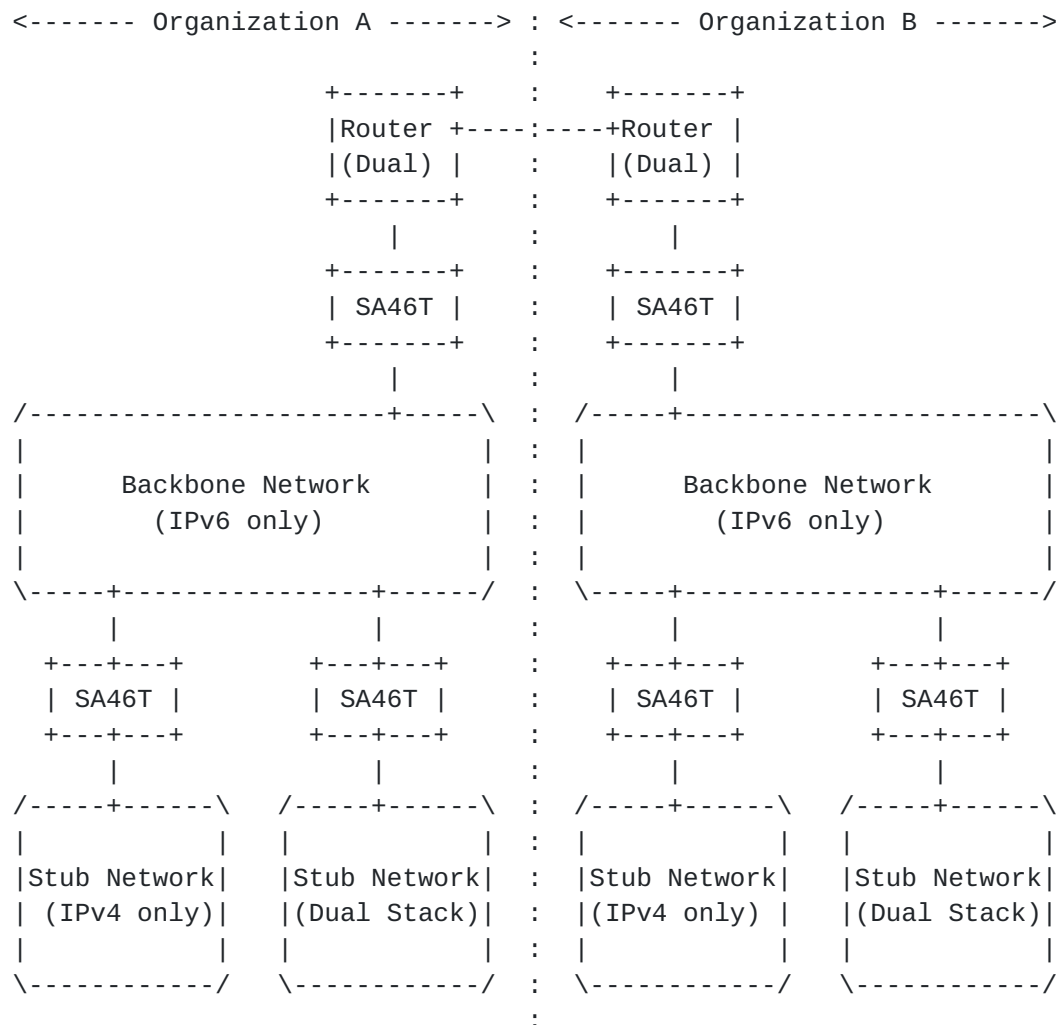 <------- Organization A -------> : <------- Organization B ------->
Router Router
(Dual) (Dual)
SA46T SA46T
Backbone Network Backbone Network
(IPv6 only) (IPv6 only)
SA46T SA46T SA46T SA46T
Stub Network Stub Network Stub Network Stub Network
(IPv4 only) (Dual Stack) (IPv4 only) (Dual Stack)